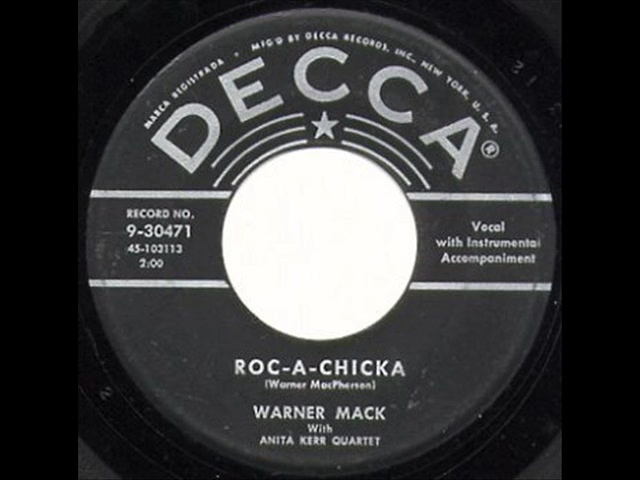 MARCA REGISTRADA • MF'G'D BY DECCA RECORDS, INC., NEW YORK, U.S.A.
DECCA®
RECORD NO.
9-30471
45-103113
2:00
Vocal
with Instrumental
Accompaniment
ROC-A-CHICKA
(Warner MacPherson)
WARNER MACK
With
ANITA KERR QUARTET